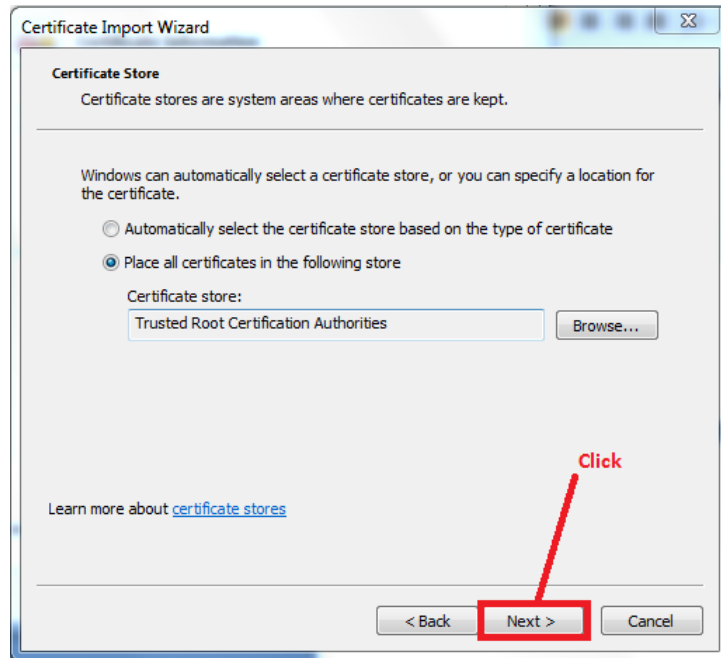 Certificate Import Wizard
Certificate Store
Certificate stores are system areas where certificates are kept.
Windows can automatically select a certificate store, or you can specify a location for
the certificate.
Automatically select the certificate store based on the type of certificate
Place all certificates in the following store
Certificate store:
Trusted Root Certification Authorities
Browse...
Click
Learn more about certificate stores
< Back
Next >
Cancel